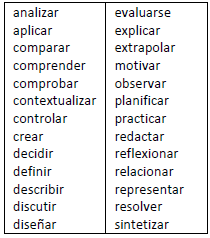 analizar evaluarse
aplicar explicar
comparar extrapolar
comprender motivar
comprobar observar
contextualizar planificar
controlar practicar
crear redactar
decidir reflexionar
definir relacionar
describir representar
discutir resolver
diseñar sintetizar